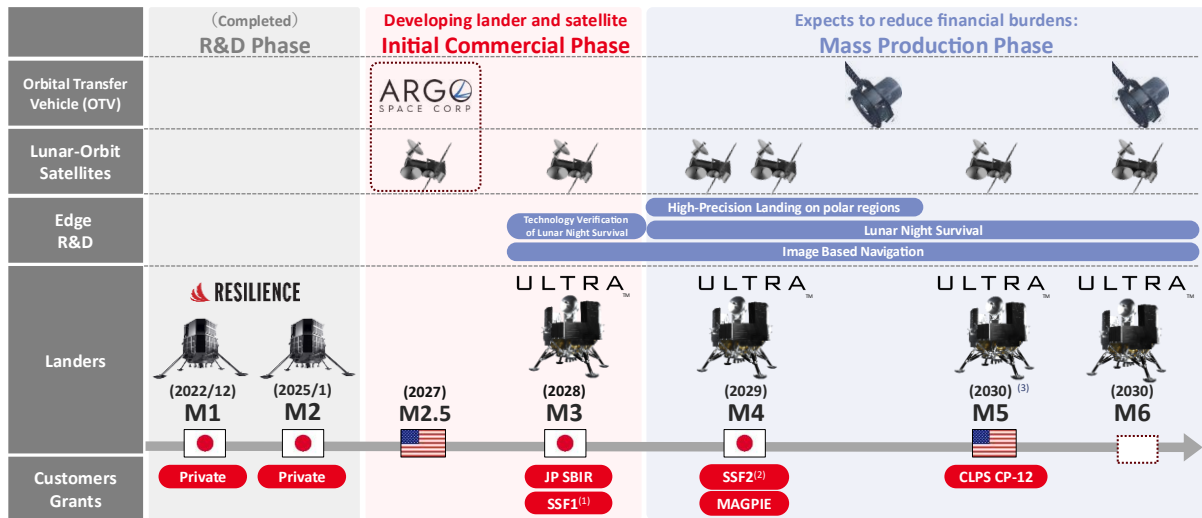 (Completed)
R&D Phase
Developing lander and satellite
Initial Commercial Phase
Expects to reduce financial burdens:
Mass Production Phase
Orbital Transfer
Vehicle (OTV)
ARGO
SPACE CORP
Lunar-Orbit
Satellites
Edge
R&D
Technology Verification
of Lunar Night Survival
High-Precision Landing on polar regions
Lunar Night Survival
Image Based Navigation
Landers
RESILIENCE
ULTRA™
ULTRA™
ULTRA™
ULTRA™
(2022/12)
M1
(2025/1)
M2
(2027)
M2.5
(2028)
M3
(2029)
M4
(2030) (3)
M5
(2030)
M6
Customers
Grants
Private
Private
JP SBIR
SSF1(1)
SSF2(2)
MAGPIE
CLPS CP-12